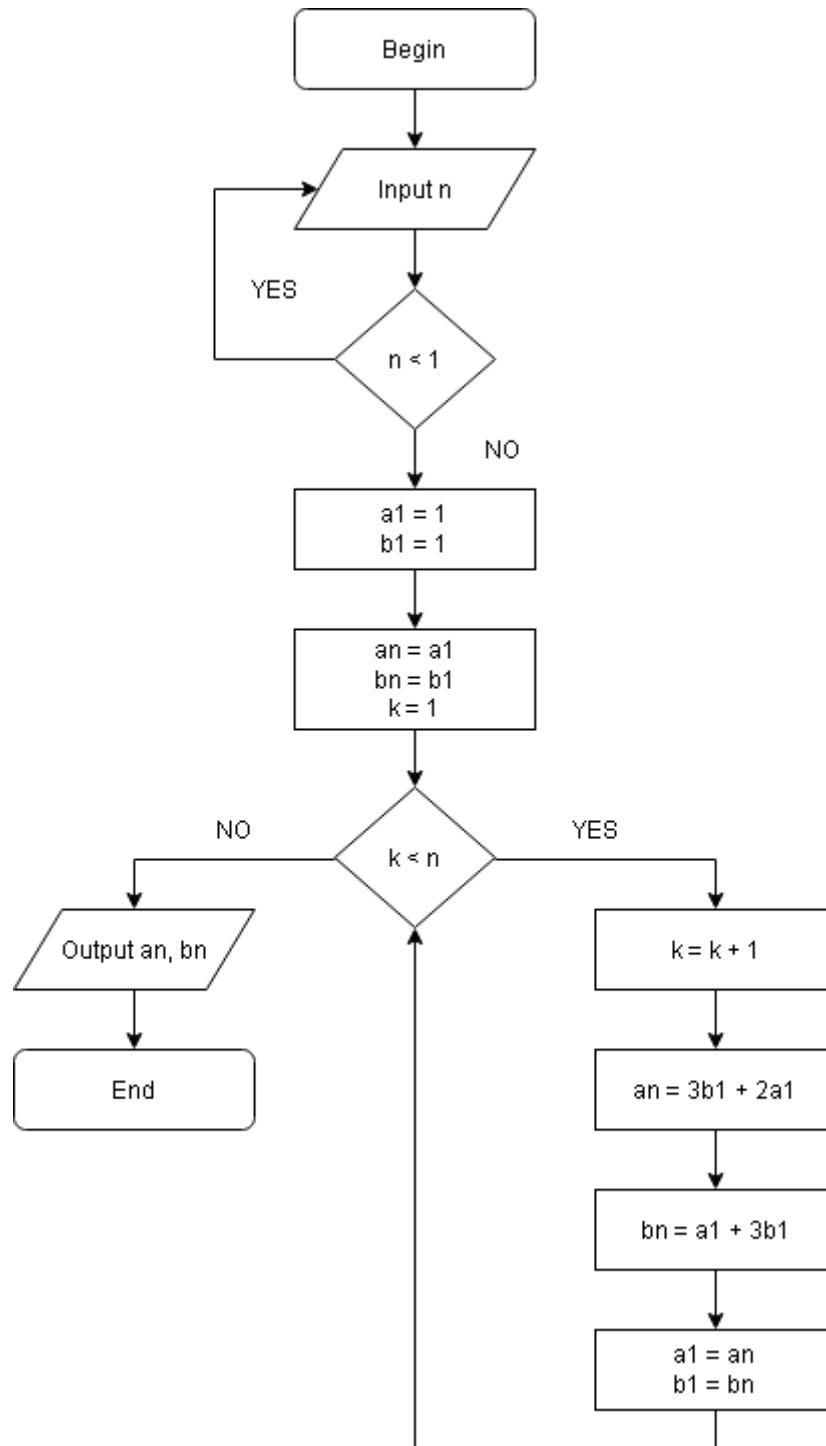 Begin
Input n
YES
n < 1
NO
a1 = 1
b1 = 1
an = a1
bn = b1
k = 1
NO
YES
k < n
Output an, bn
k = k + 1
End
an = 3b1 + 2a1
bn = a1 + 3b1
a1 = an
b1 = bn